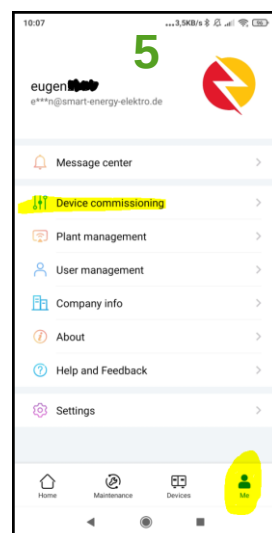 10:07
...3,5KB/s
5
eugen
e***n@smart-energy-elektro.de
Message center
Device commissioning
Plant management
User management
Company info
About
Help and Feedback
Settings
Home Maintenance Devices Me